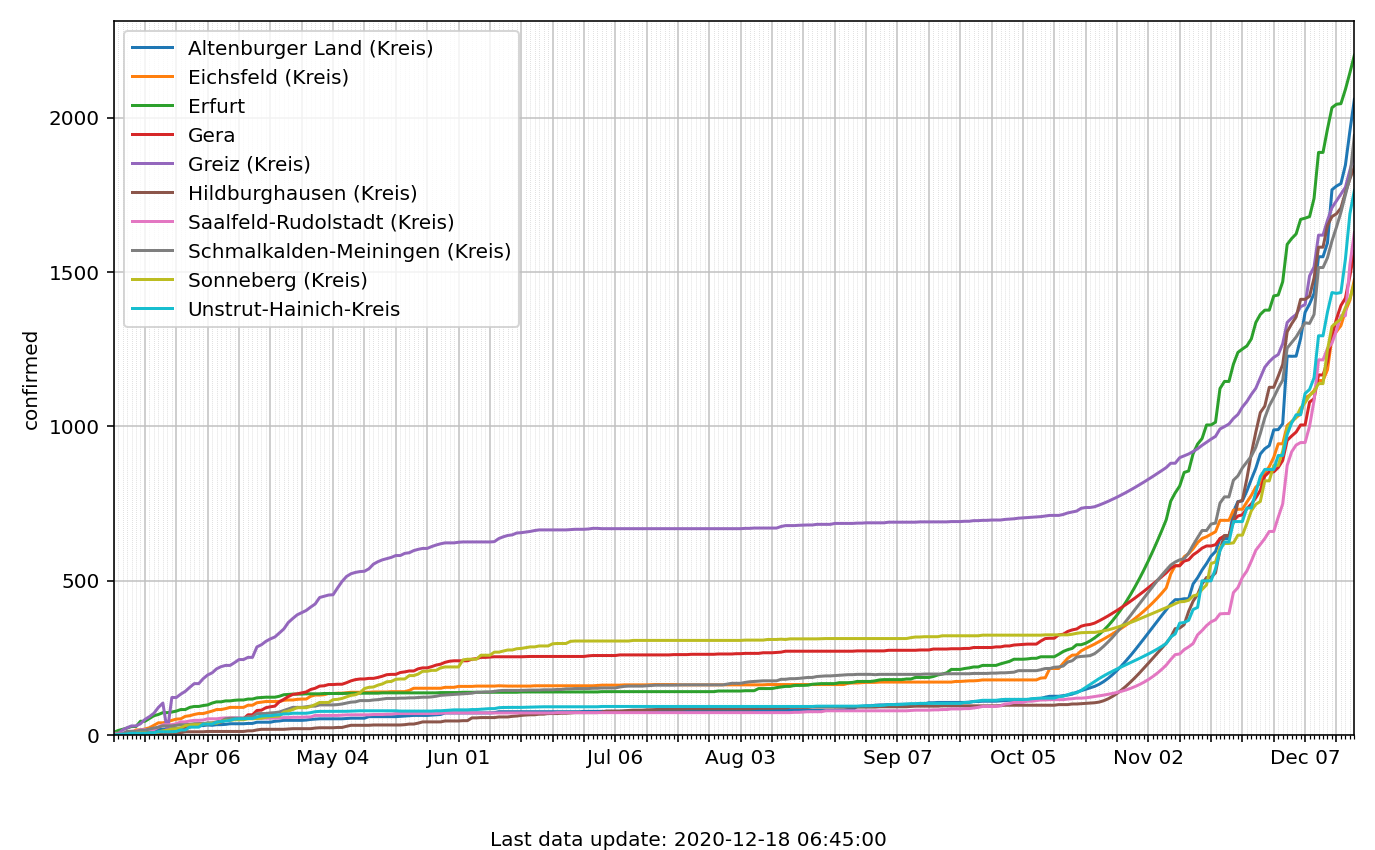 Altenburger Land (Kreis)
Eichsfeld (Kreis)
Erfurt
Gera
Greiz (Kreis)
Hildburghausen (Kreis)
Saalfeld-Rudolstadt (Kreis)
Schmalkalden-Meiningen (Kreis)
Sonneberg (Kreis)
Unstrut-Hainich-Kreis
2000
1500
1000
500
0
confirmed
Apr 06 May 04 Jun 01 Jul 06 Aug 03 Sep 07 Oct 05 Nov 02 Dec 07
Last data update: 2020-12-18 06:45:00